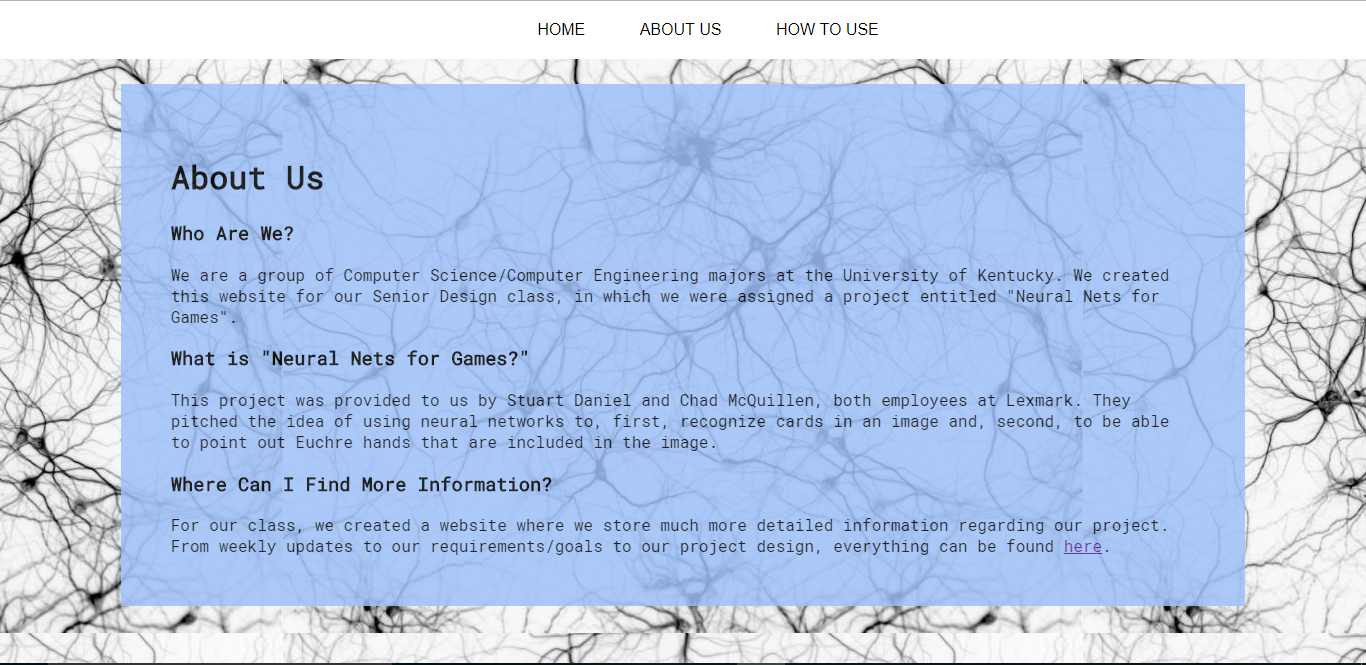 HOME ABOUT US HOW TO USE
About Us
Who Are We?
We are a group of Computer Science/Computer Engineering majors at the University of Kentucky. We created
this website for our Senior Design class, in which we were assigned a project entitled "Neural Nets for
Games".
What is "Neural Nets for Games?"
This project was provided to us by Stuart Daniel and Chad McQuillen, both employees at Lexmark. They
pitched the idea of using neural networks to, first, recognize cards in an image and, second, to be able
to point out Euchre hands that are included in the image.
Where Can I Find More Information?
For our class, we created a website where we store much more detailed information regarding our project.
From weekly updates to our requirements/goals to our project design, everything can be found here.